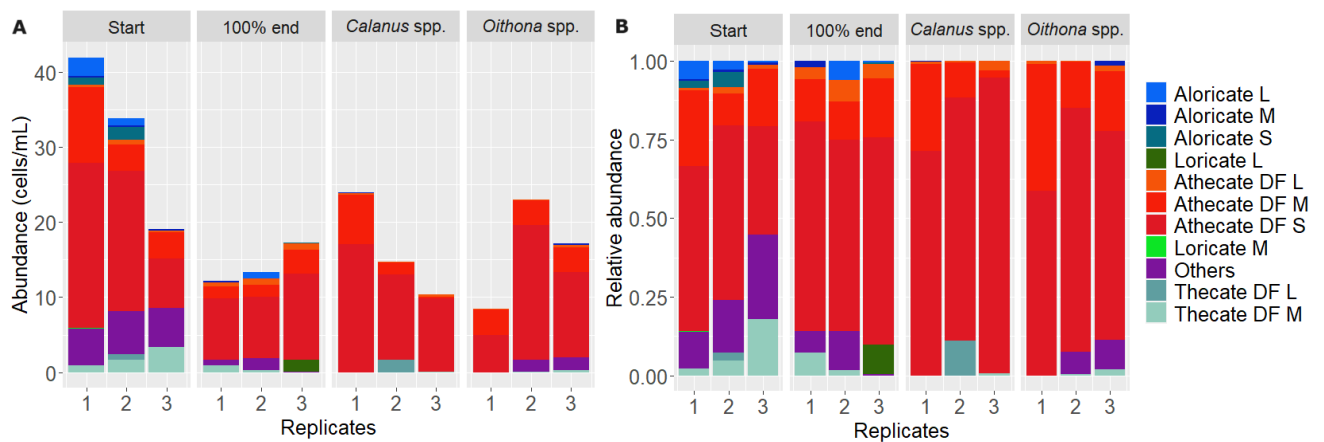 A
Start
100% end
Calanus spp.
Oithona spp.
Abundance (cells/mL)
40
30
20
10
0
1 2 3
1 2 3
1 2 3
1 2 3
Replicates
B
Start
100% end
Calanus spp.
Oithona spp.
Relative abundance
1.00
0.75
0.50
0.25
0.00
1 2 3
1 2 3
1 2 3
1 2 3
Replicates
Aloricate L
Aloricate M
Aloricate S
Loricate L
Athecate DF L
Athecate DF M
Athecate DF S
Loricate M
Others
Thecate DF L
Thecate DF M